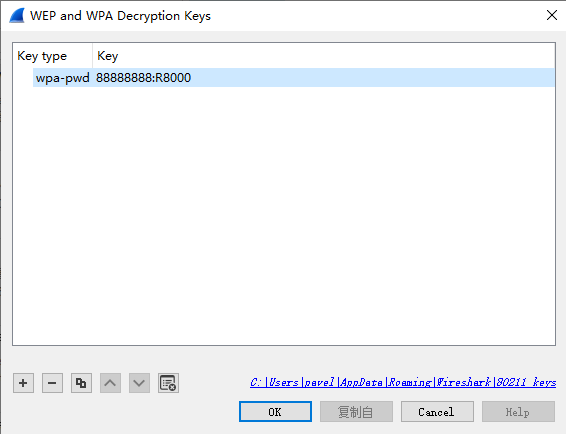 WEP and WPA Decryption Keys
Key type Key
wpa-pwd 88888888:R8000
C:\Users\pavel\AppData\Roaming\Wireshark\80211_keys
OK 复制自 Cancel Help